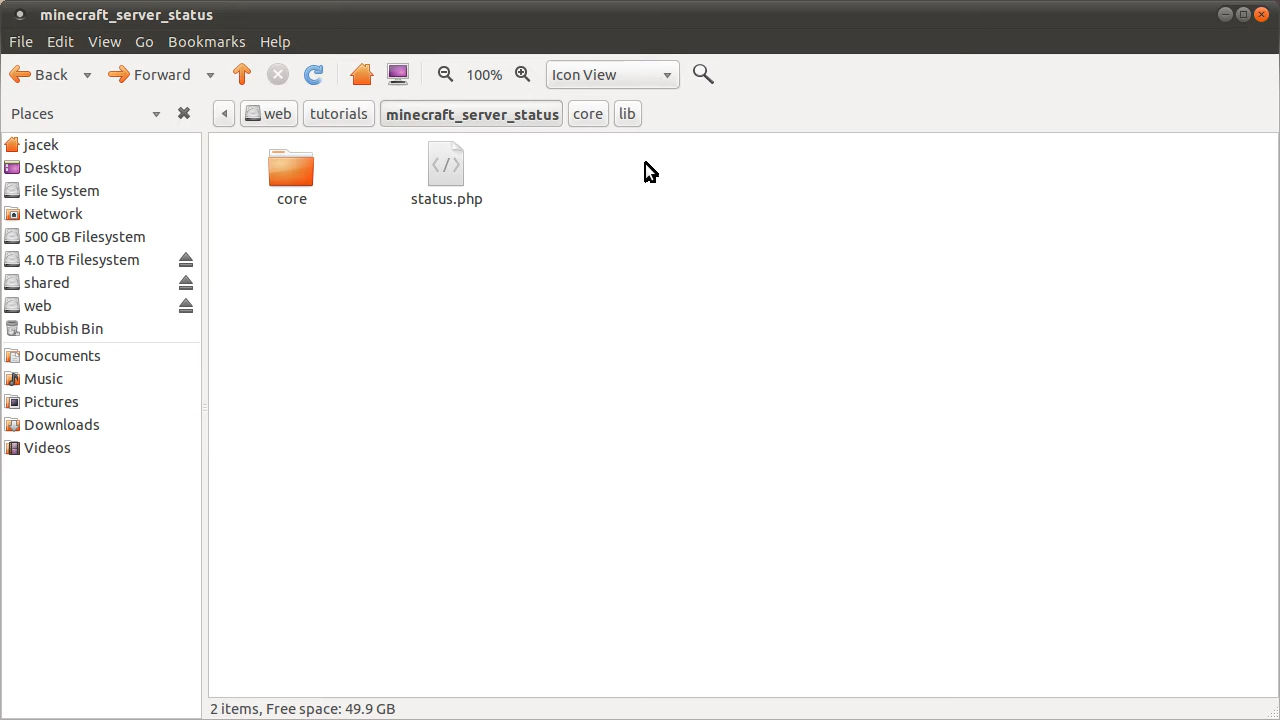 minecraft_server_status
File Edit View Go Bookmarks Help
Back Forward 100% Icon View
Places web tutorials minecraft_server_status core lib
jacek
Desktop
File System
Network
500 GB Filesystem
4.0 TB Filesystem
shared
web
Rubbish Bin
Documents
Music
Pictures
Downloads
Videos
core status.php
2 items, Free space: 49.9 GB